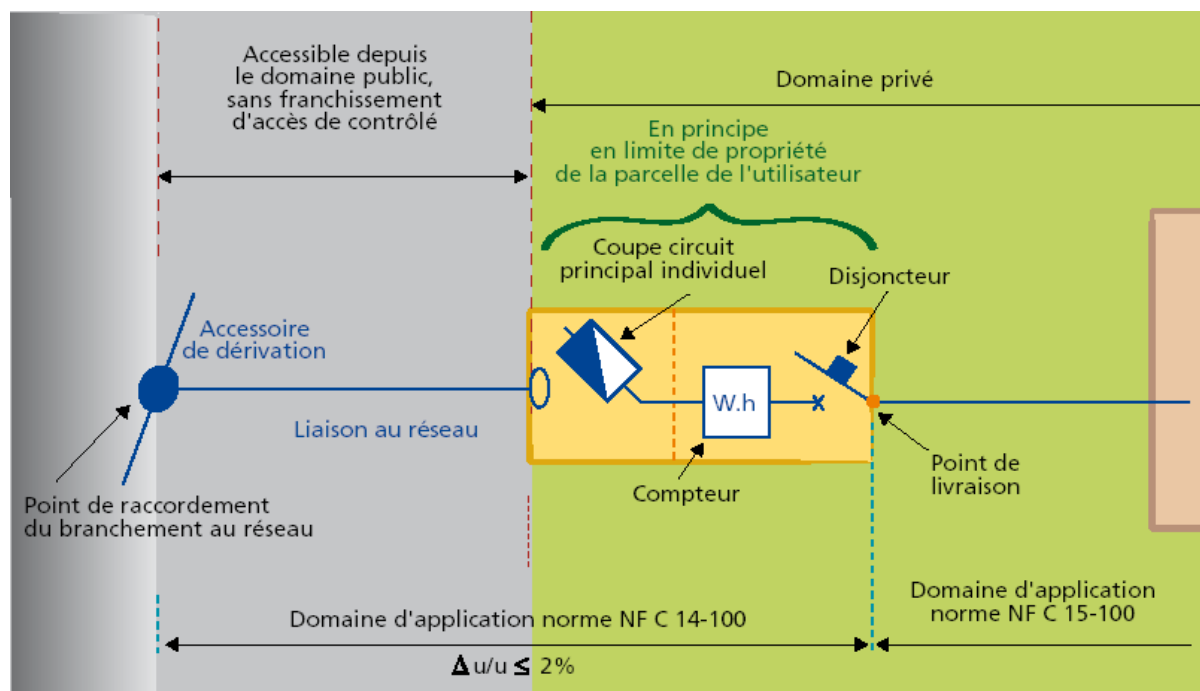 Accessible depuis
le domaine public,
sans franchissement
d'accès de contrôlé
Domaine privé
En principe
en limite de propriété
de la parcelle de l'utilisateur
Coupe circuit
principal individuel
Disjoncteur
Accessoire
de dérivation
W.h
Liaison au réseau
Compteur
Point de
livraison
Point de raccordement
du branchement au réseau
Domaine d'application norme NF C 14-100
Δ u/u ≤ 2%
Domaine d'application
norme NF C 15-100